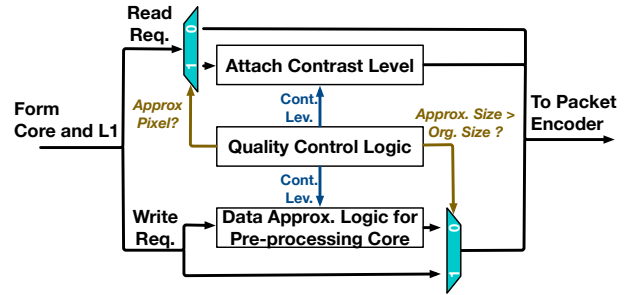 Read
Req.
0
1
Attach Contrast Level
Approx
Pixel?
Cont.
Lev.
Approx. Size >
Org. Size ?
Form
Core and L1
To Packet
Encoder
Quality Control Logic
Cont.
Lev.
Write
Req.
Data Approx. Logic for
Pre-processing Core
0
1